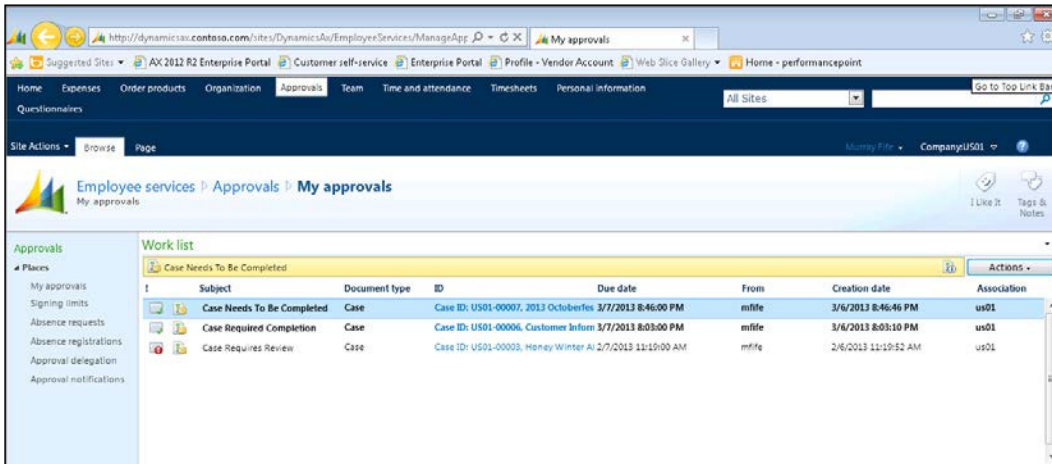 http://dynamicsax.contoso.com/sites/DynamicsAx/EmployeeServices/ManageApp
My approvals
Suggested Sites
AX 2012 R2 Enterprise Portal
Customer self-service
Enterprise Portal
Profile - Vendor Account
Web Slice Gallery
Home - performancepoint
Home Expenses Order products Organization Approvals Team Time and attendance Timesheets Personal information
Questionnaires
All Sites
Go to Top Link Bar
Site Actions Browse Page
Murray Fife
Company:US01
Employee services Approvals My approvals
My approvals
I Like It
Tags &
Notes
Approvals
Places
My approvals
Signing limits
Absence requests
Absence registrations
Approval delegation
Approval notifications
Work list
Case Needs To Be Completed
Actions
! Subject Document type ID Due date From Creation date Association
Case Needs To Be Completed Case Case ID: US01-00007, 2013 Octoberfes 3/7/2013 8:46:00 PM mfife 3/6/2013 8:46:46 PM us01
Case Required Completion Case Case ID: US01-00006, Customer Inform 3/7/2013 8:03:00 PM mfife 3/6/2013 8:03:10 PM us01
Case Requires Review Case Case ID: US01-00003, Honey Winter Al 2/7/2013 11:19:00 AM mfife 2/6/2013 11:19:52 AM us01